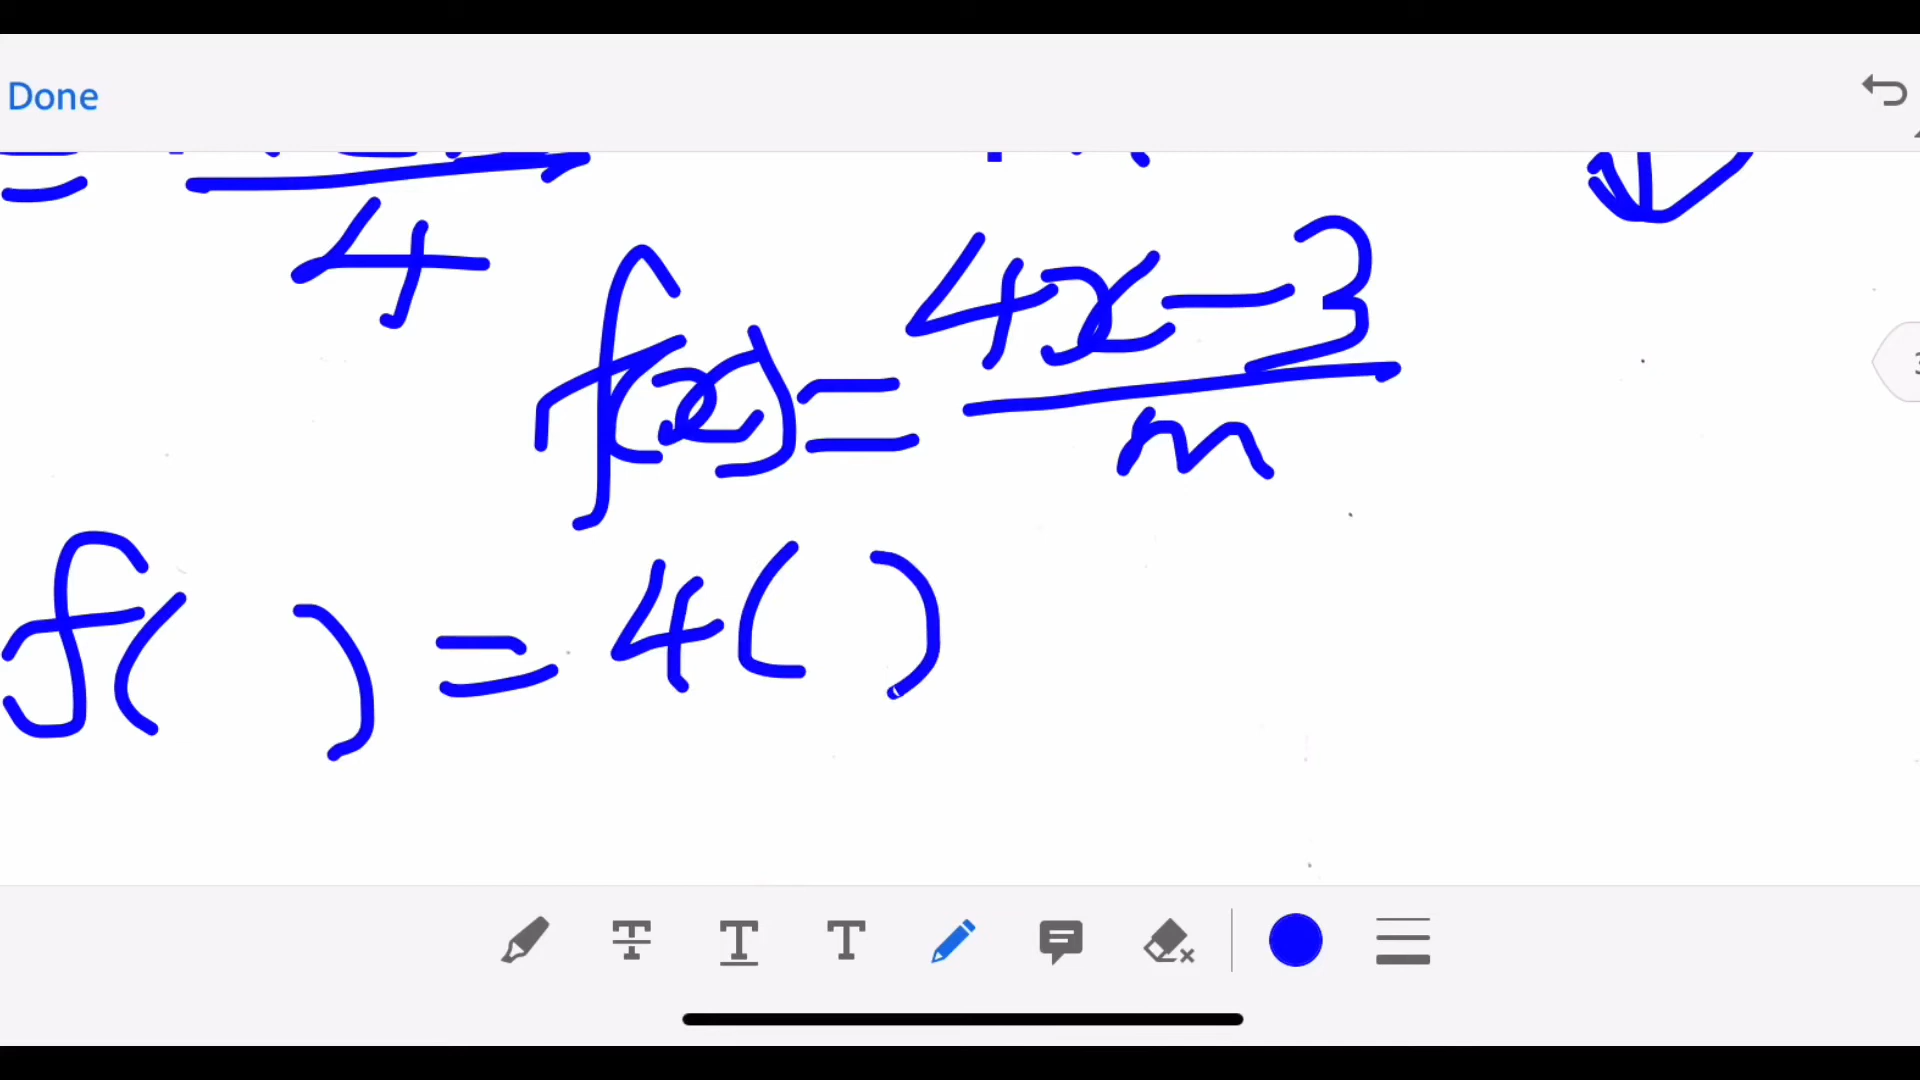 Done
4
f(x) = 4x - 3
m
f( ) = 4( )